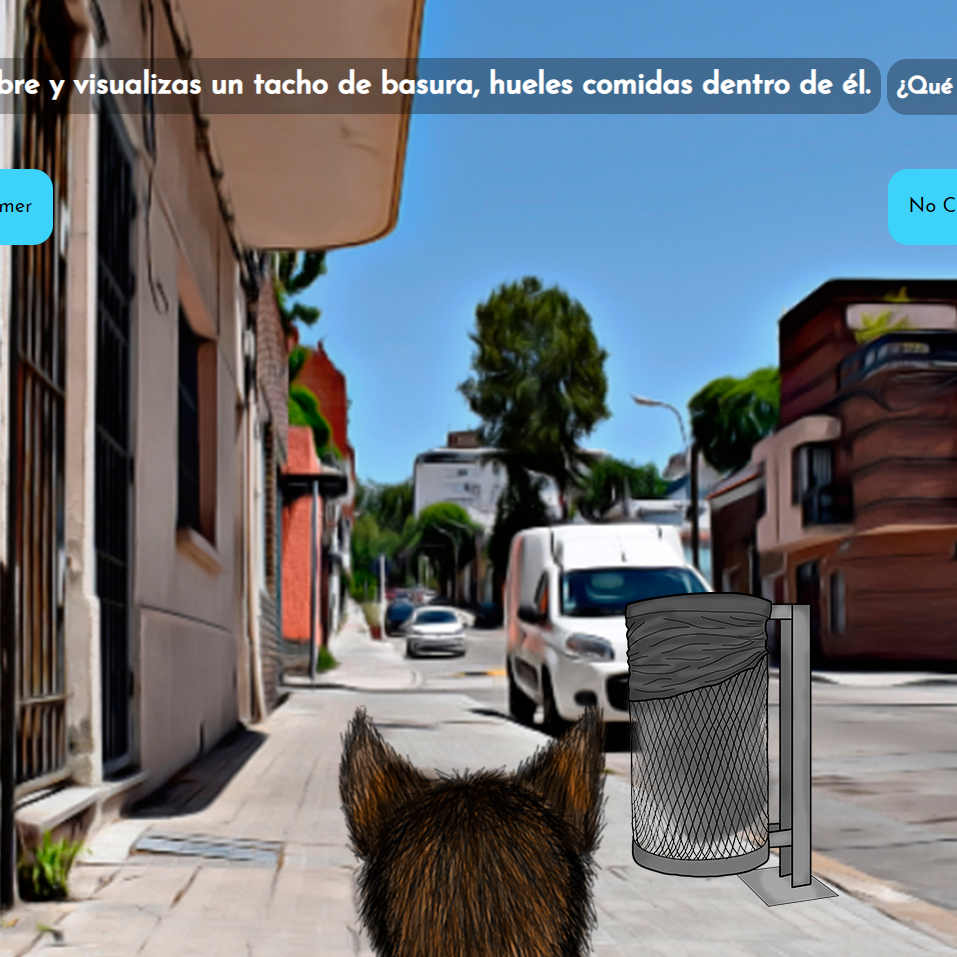 bre y visualizas un tacho de basura, hueles comidas dentro de él.
¿Qué
mer
No C